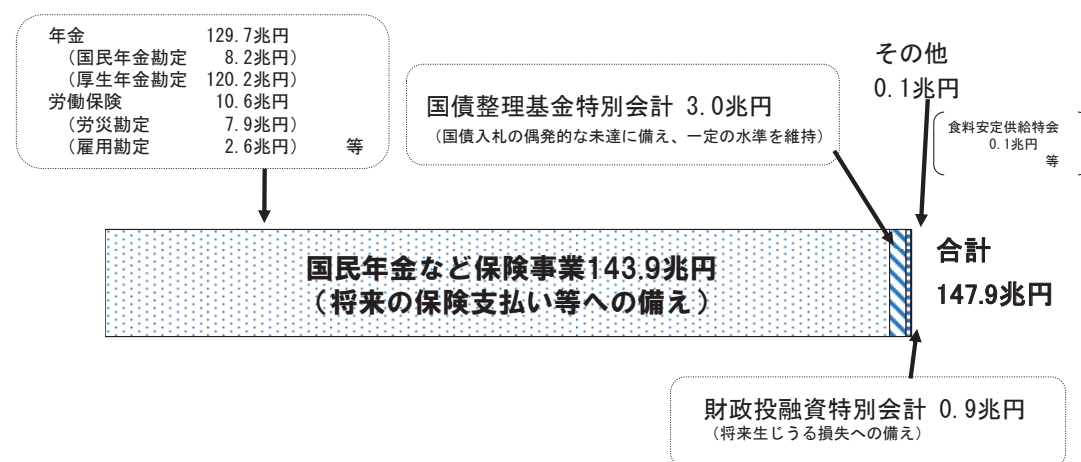 年金 129.7兆円
（国民年金勘定 8.2兆円）
（厚生年金勘定 120.2兆円）
労働保険 10.6兆円
（労災勘定 7.9兆円）
（雇用勘定 2.6兆円） 等
国債整理基金特別会計 3.0兆円
（国債入札の偶発的な未達に備え、一定の水準を維持）
その他
0.1兆円
食料安定供給特会
0.1兆円
等
国民年金など保険事業143.9兆円
（将来の保険支払い等への備え）
合計
147.9兆円
財政投融資特別会計 0.9兆円
（将来生じうる損失への備え）